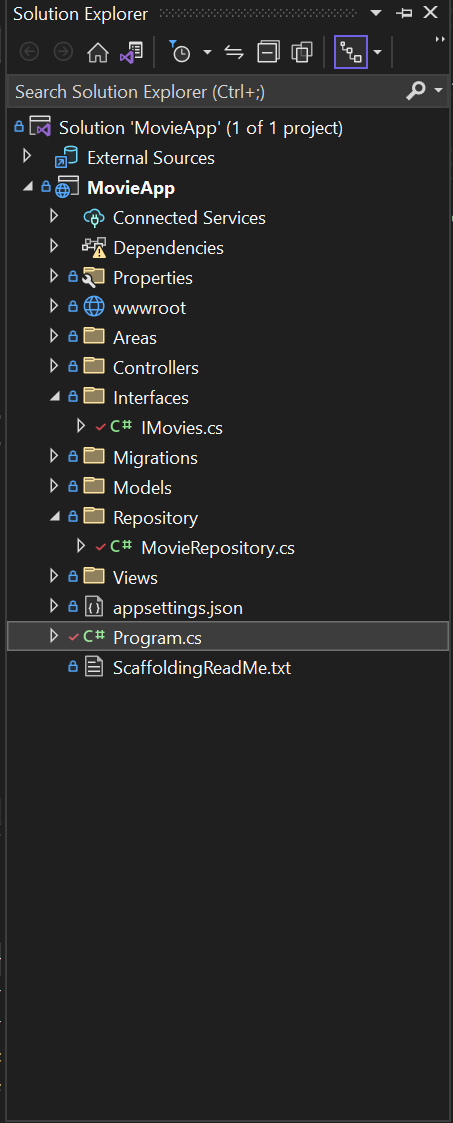 Solution Explorer
Search Solution Explorer (Ctrl+;)
Solution 'MovieApp' (1 of 1 project)
External Sources
MovieApp
Connected Services
Dependencies
Properties
wwwroot
Areas
Controllers
Interfaces
C# IMovies.cs
Migrations
Models
Repository
C# MovieRepository.cs
Views
appsettings.json
C# Program.cs
ScaffoldingReadMe.txt